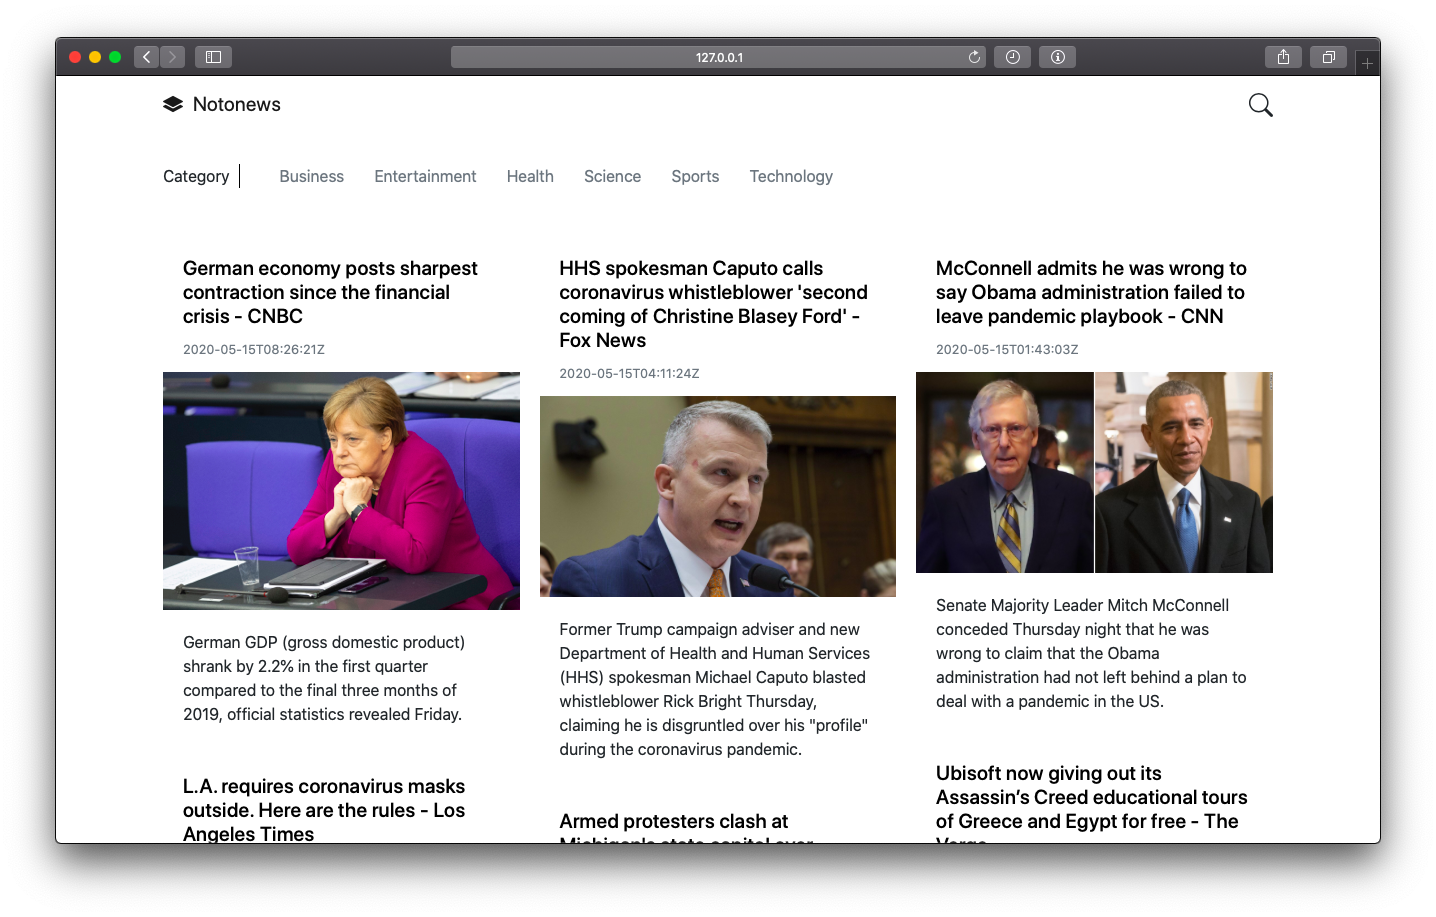 127.0.0.1
Notonews
Category
Business
Entertainment
Health
Science
Sports
Technology
German economy posts sharpest
contraction since the financial
crisis - CNBC
2020-05-15T08:26:21Z
German GDP (gross domestic product)
shrank by 2.2% in the first quarter
compared to the final three months of
2019, official statistics revealed Friday.
L.A. requires coronavirus masks
outside. Here are the rules - Los
Angeles Times
HHS spokesman Caputo calls
coronavirus whistleblower 'second
coming of Christine Blasey Ford' -
Fox News
2020-05-15T04:11:24Z
Former Trump campaign adviser and new
Department of Health and Human Services
(HHS) spokesman Michael Caputo blasted
whistleblower Rick Bright Thursday,
claiming he is disgruntled over his "profile"
during the coronavirus pandemic.
Armed protesters clash at
Michigan's state capitol over
McConnell admits he was wrong to
say Obama administration failed to
leave pandemic playbook - CNN
2020-05-15T01:43:03Z
Senate Majority Leader Mitch McConnell
conceded Thursday night that he was
wrong to claim that the Obama
administration had not left behind a plan to
deal with a pandemic in the US.
Ubisoft now giving out its
Assassin’s Creed educational tours
of Greece and Egypt for free - The
Verge